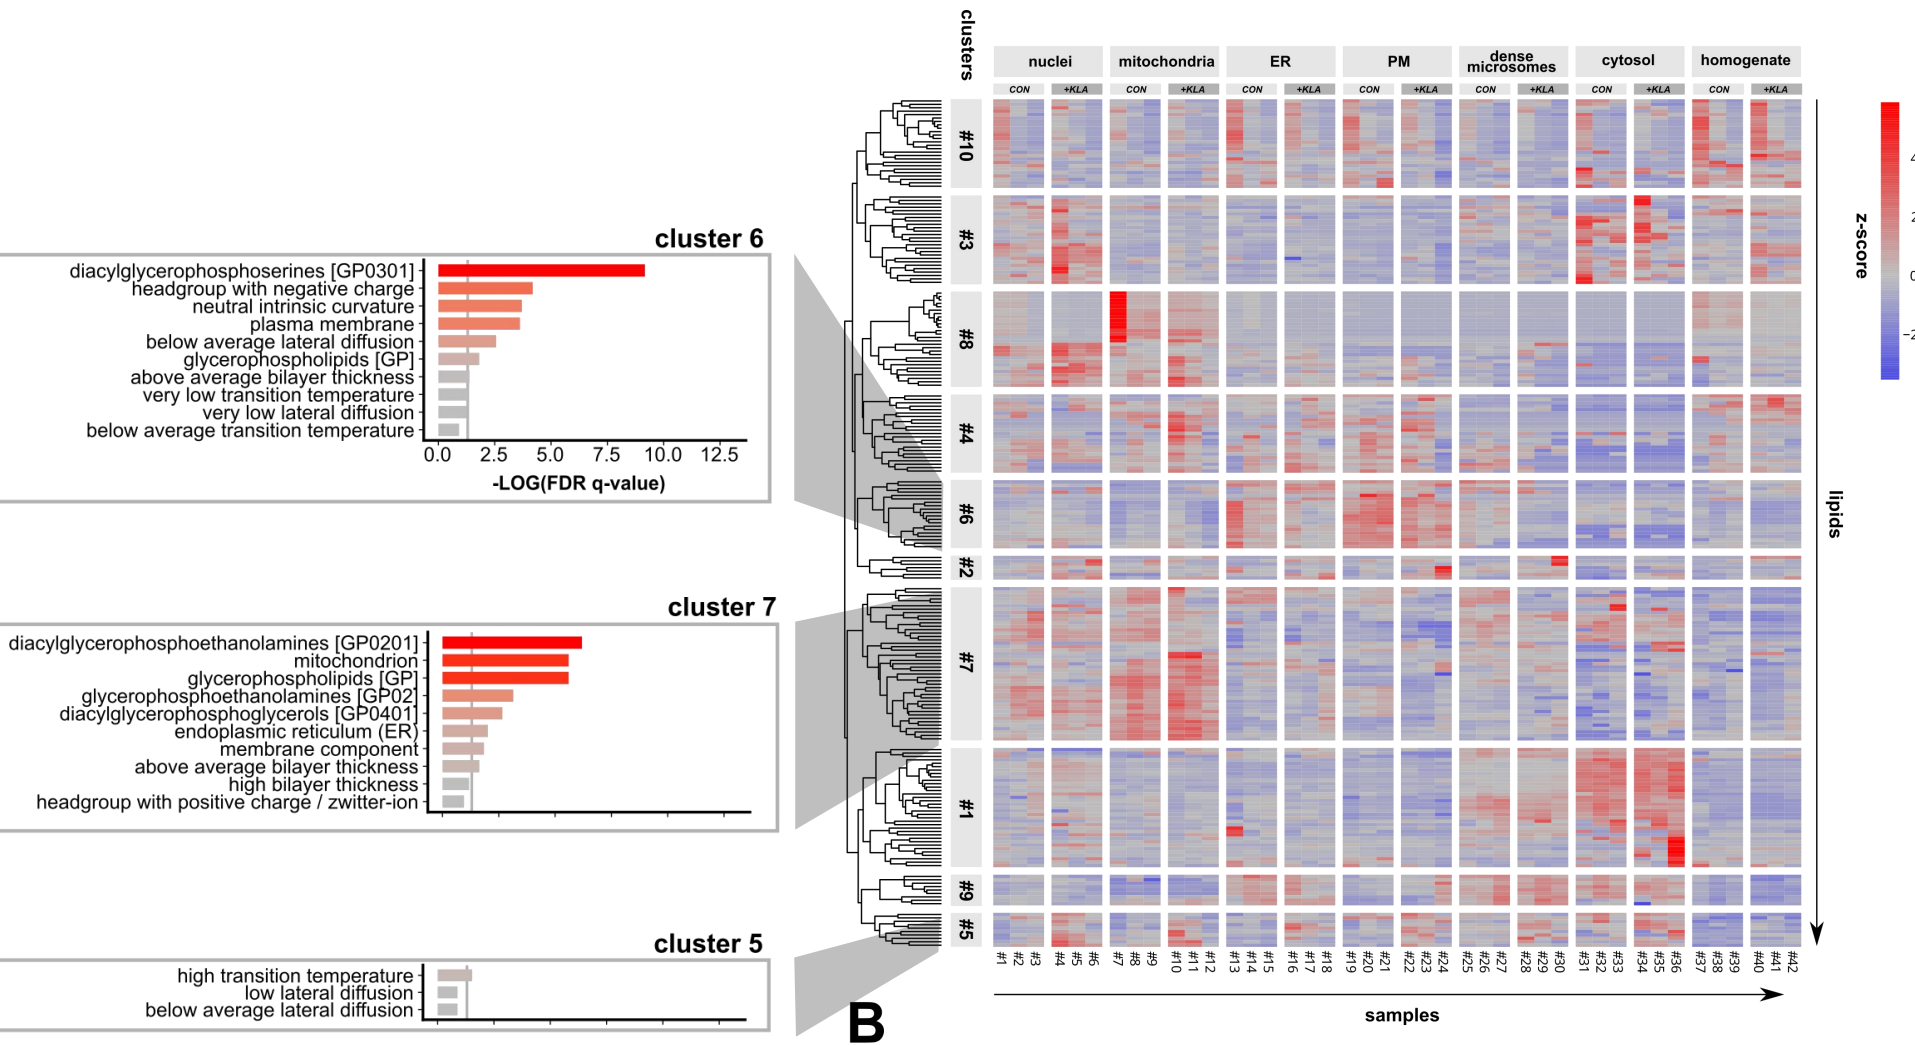 cluster 6
diacylglycerophosphoserines [GP0301]
headgroup with negative charge
neutral intrinsic curvature
plasma membrane
below average lateral diffusion
glycerophospholipids [GP]
above average bilayer thickness
very low transition temperature
very low lateral diffusion
below average transition temperature
0.0 2.5 5.0 7.5 10.0 12.5
-LOG(FDR q-value)
cluster 7
diacylglycerophosphoethanolamines [GP0201]
mitochondrion
glycerophospholipids [GP]
glycerophosphoethanolamines [GP02]
diacylglycerophosphoglycerols [GP0401]
endoplasmic reticulum (ER)
membrane component
above average bilayer thickness
high bilayer thickness
headgroup with positive charge / zwitter-ion
cluster 5
high transition temperature
low lateral diffusion
below average lateral diffusion
B
clusters
nuclei mitochondria ER PM dense microsomes cytosol homogenate
CON +KLA CON +KLA CON +KLA CON +KLA CON +KLA CON +KLA CON +KLA
#10
#3
#8
#4
#6
#2
#7
#1
#9
#5
#1 #2 #3 #4 #5 #6 #7 #8 #9 #10 #11 #12 #13 #14 #15 #16 #17 #18 #19 #20 #21 #22 #23 #24 #25 #26 #27 #28 #29 #30 #31 #32 #33 #34 #35 #36 #37 #38 #39 #40 #41 #42
samples
lipids
z-score
4
2
0
−2